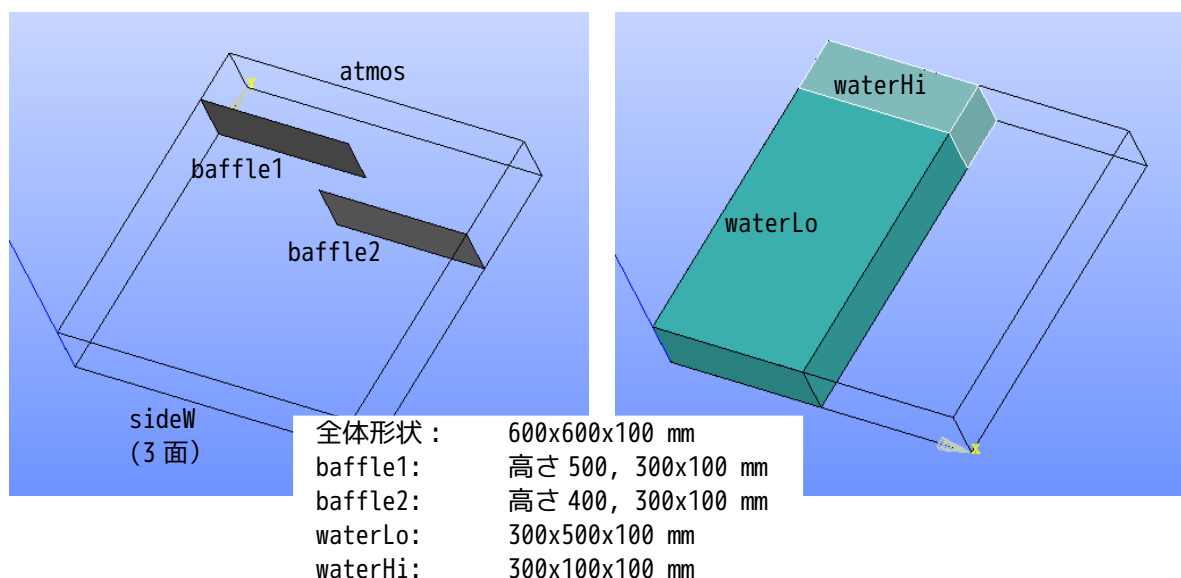 atmos
baffle1
baffle2
sideW
(3面)
waterHi
waterLo
X
全体形状: 600x600x100 mm
baffle1: 高さ500, 300x100 mm
baffle2: 高さ400, 300x100 mm
waterLo: 300x500x100 mm
waterHi: 300x100x100 mm